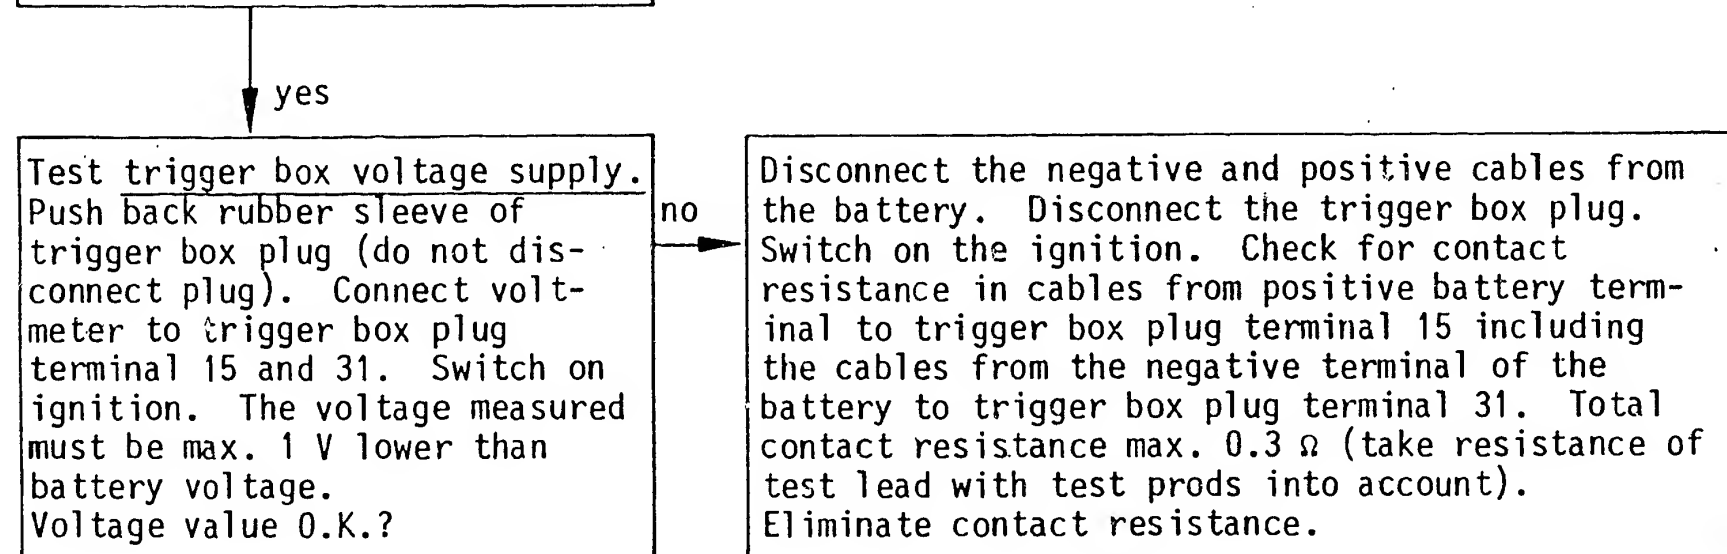 yes
Test trigger box voltage supply.
Push back rubber sleeve of
trigger box plug (do not dis-
connect plug).  Connect volt-
meter to trigger box plug
terminal 15 and 31.  Switch on
ignition.  The voltage measured
must be max. 1 V lower than
battery voltage.
Voltage value O.K.?
no
Disconnect the negative and positive cables from
the battery.  Disconnect the trigger box plug.
Switch on the ignition.  Check for contact
resistance in cables from positive battery term-
inal to trigger box plug terminal 15 including
the cables from the negative terminal of the
battery to trigger box plug terminal 31.  Total
contact resistance max. 0.3 Ω (take resistance of
test lead with test prods into account).
Eliminate contact resistance.